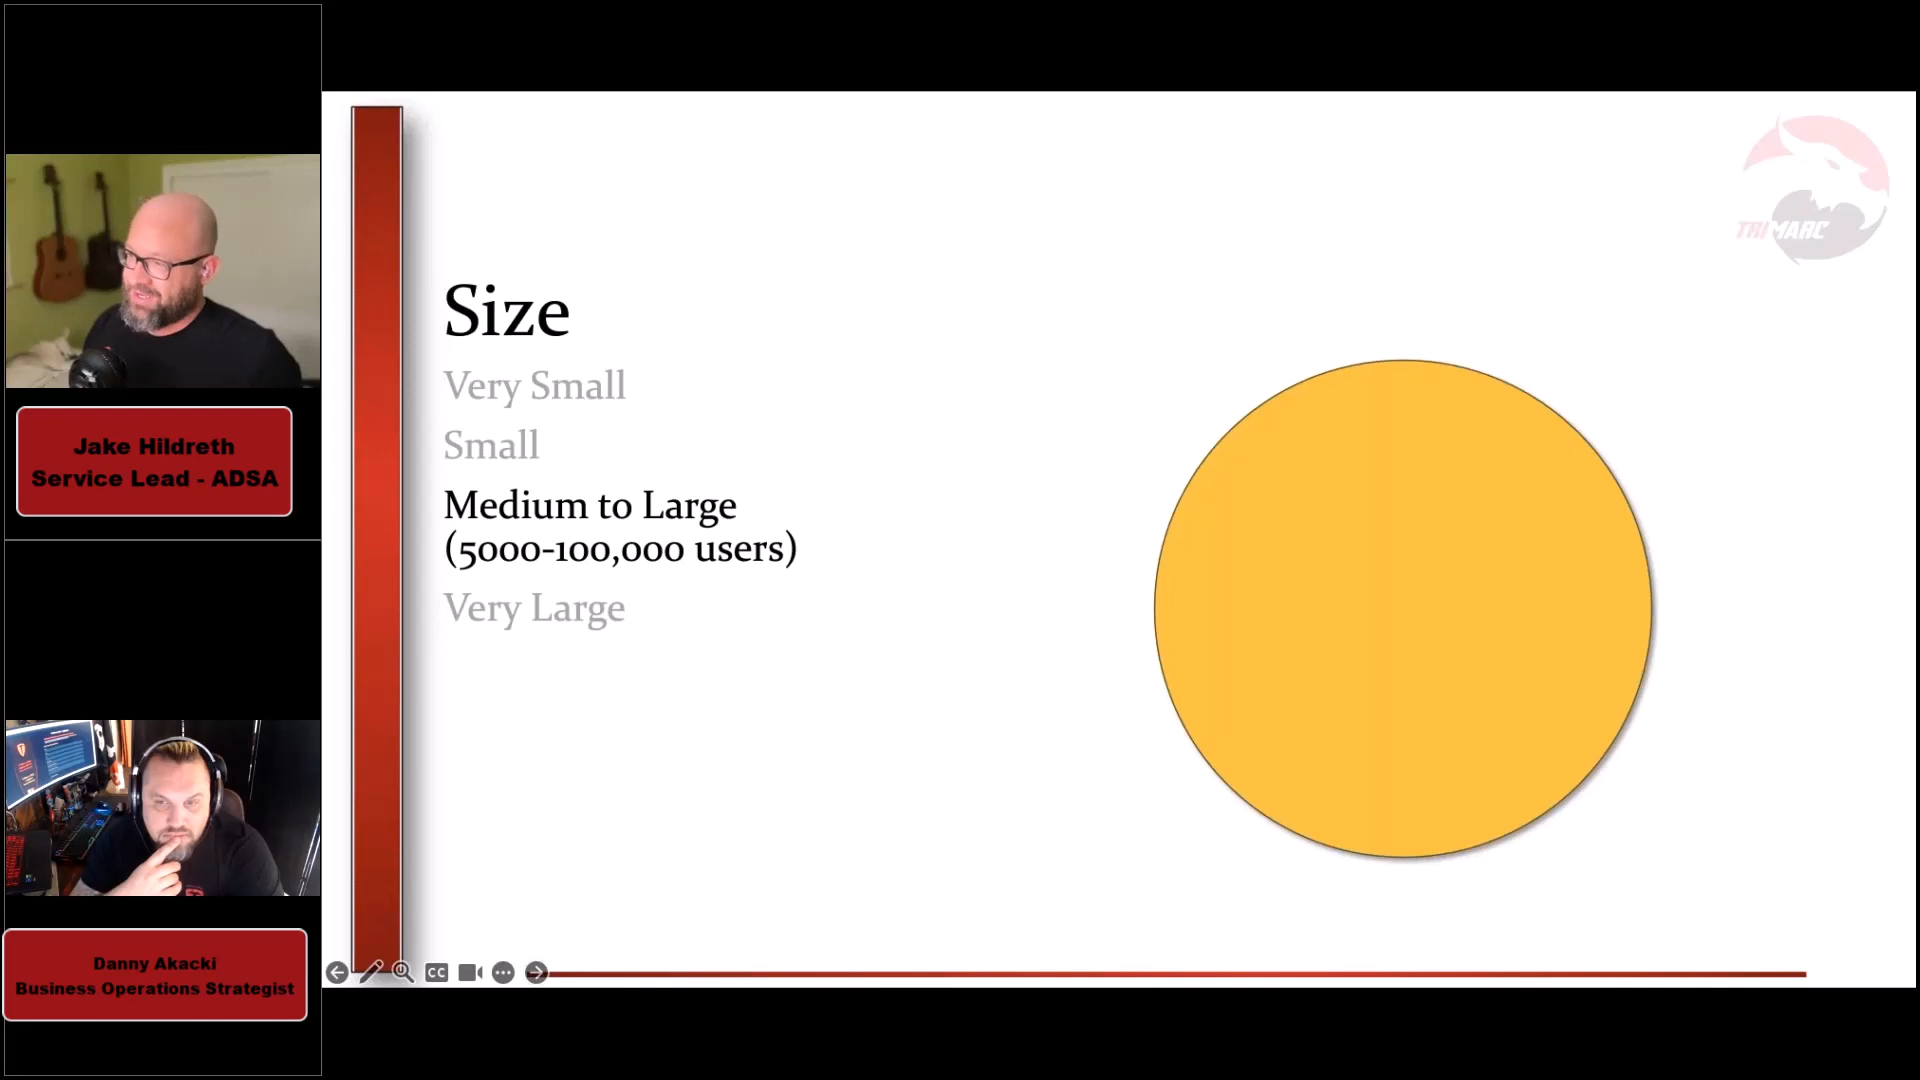 Jake Hildreth
Service Lead - ADSA
Danny Akacki
Business Operations Strategist
TRIMARC
Size
Very Small
Small
Medium to Large
(5000-100,000 users)
Very Large
CC